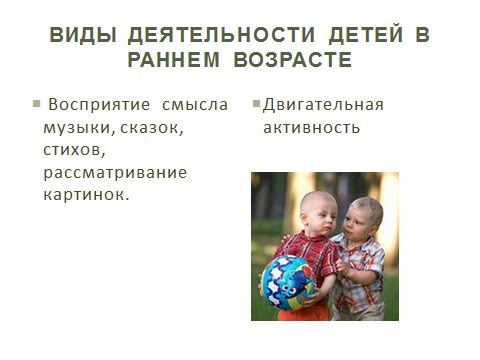 ВИДЫ ДЕЯТЕЛЬНОСТИ ДЕТЕЙ В
РАННЕМ ВОЗРАСТЕ
Восприятие смысла
музыки, сказок,
стихов,
рассматривание
картинок.
Двигательная
активность